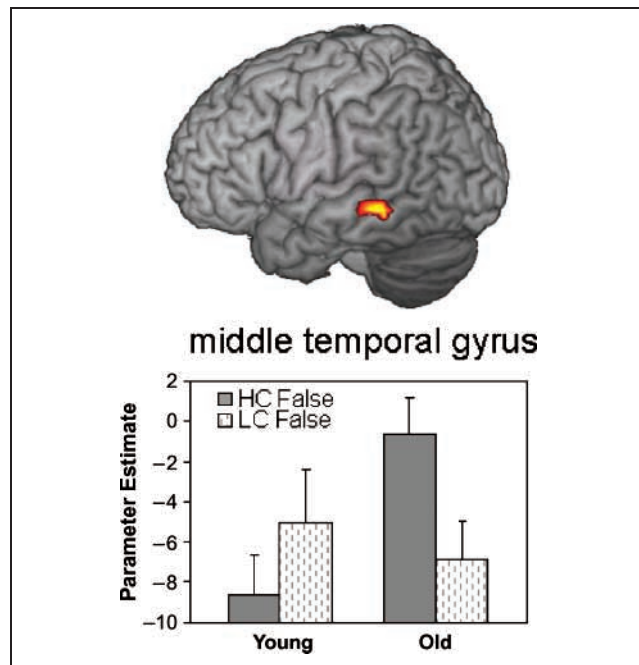 middle temporal gyrus
Parameter Estimate
2
0
−2
−4
−6
−8
−10
HC False
LC False
Young
Old